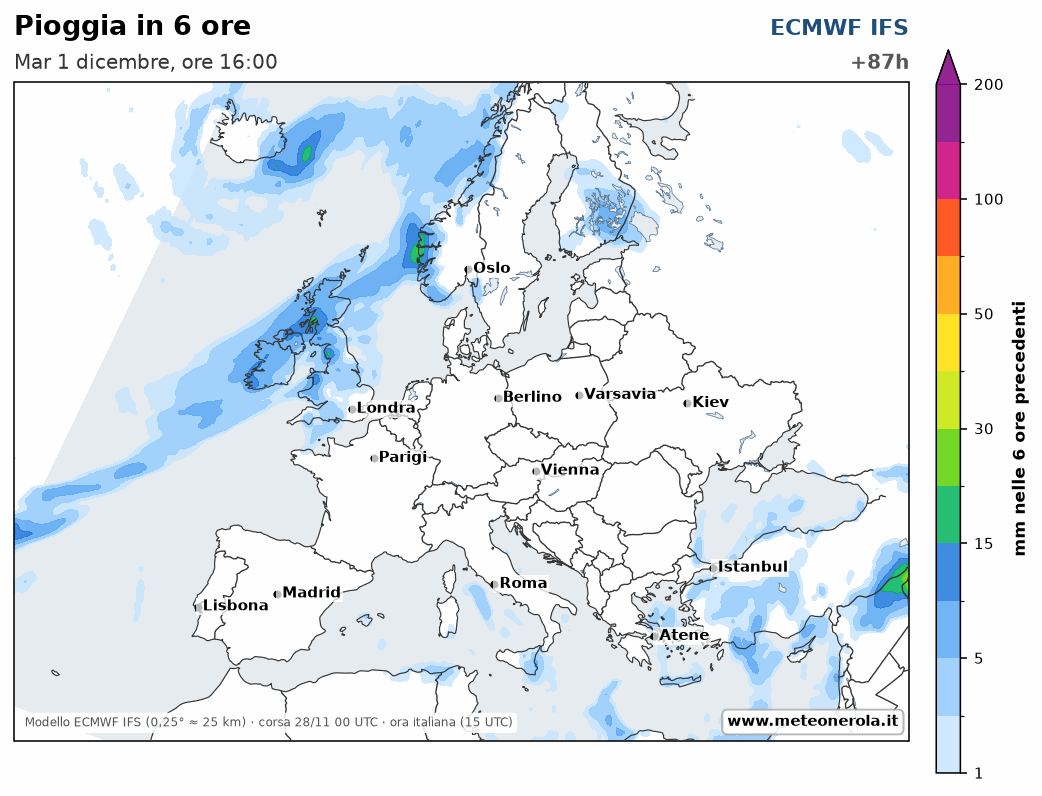 Pioggia in 6 ore
ECMWF IFS
Mar 1 dicembre, ore 16:00
+87h
200
100
50
30
15
5
1
mm nelle 6 ore precedenti
Oslo
Berlino
Varsavia
Kiev
Londra
Parigi
Vienna
Istanbul
Roma
Madrid
Lisbona
Atene
Modello ECMWF IFS (0,25° ≈ 25 km) · corsa 28/11 00 UTC · ora italiana (15 UTC)
www.meteonerola.it